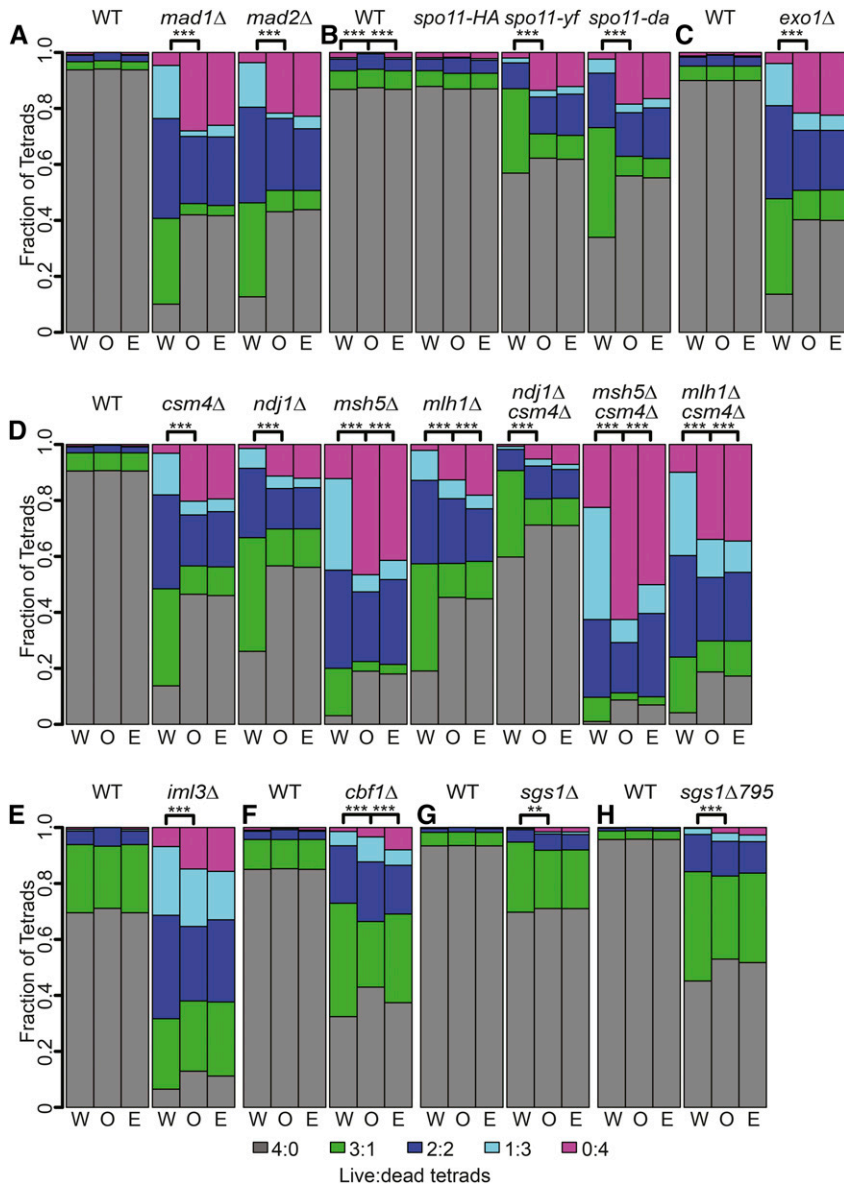 A WT mad1Δ mad2Δ B WT spo11-HA spo11-yf spo11-da C WT exo1Δ
*** *** *** *** *** *** ***
Fraction of Tetrads
0 0.2 0.4 0.6 0.8 1.0
W O E W O E W O E W O E W O E W O E W O E W O E W O E
D WT csm4Δ ndj1Δ msh5Δ mlh1Δ ndj1Δ csm4Δ msh5Δ csm4Δ mlh1Δ csm4Δ
*** *** *** *** *** *** *** *** *** *** ***
Fraction of Tetrads
0 0.2 0.4 0.6 0.8 1.0
W O E W O E W O E W O E W O E W O E W O E W O E
E WT iml3Δ F WT cbf1Δ G WT sgs1Δ H WT sgs1Δ795
*** *** *** ** ***
Fraction of Tetrads
0 0.2 0.4 0.6 0.8 1.0
W O E W O E W O E W O E W O E W O E W O E W O E
4:0 3:1 2:2 1:3 0:4
Live:dead tetrads